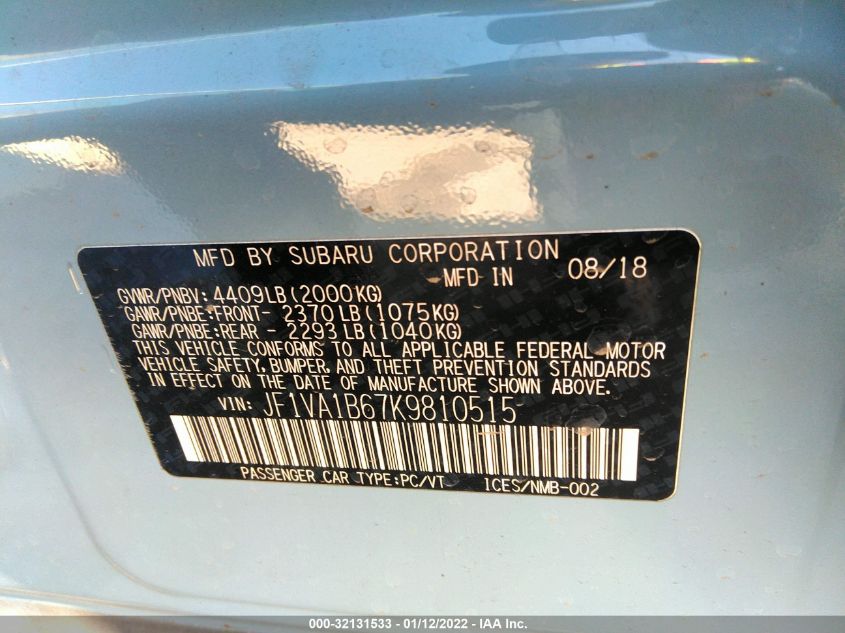 MFD BY SUBARU CORPORATION
MFD IN 08/18
GVWR/PNBV: 4409LB(2000KG)
GAWR/PNBE:FRONT- 2370LB(1075KG)
GAWR/PNBE:REAR - 2293LB(1040KG)
THIS VEHICLE CONFORMS TO ALL APPLICABLE FEDERAL MOTOR
VEHICLE SAFETY, BUMPER, AND THEFT PREVENTION STANDARDS
IN EFFECT ON THE DATE OF MANUFACTURE SHOWN ABOVE.
VIN: JF1VA1B67K9810515
PASSENGER CAR TYPE:PC/VT ICES/NMB-002
000-32131533 - 01/12/2022 - IAA Inc.